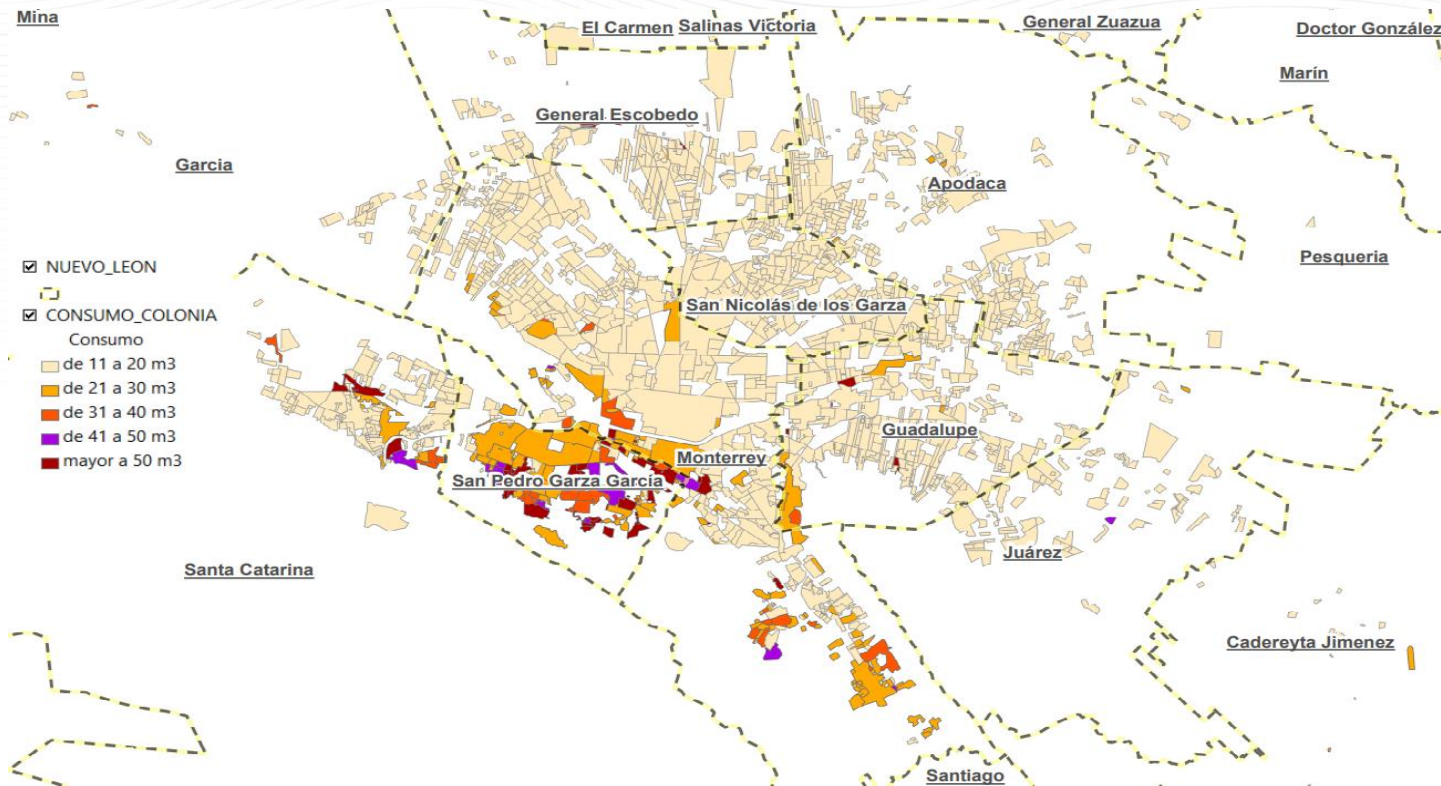 Mina
El Carmen
Salinas Victoria
General Zuazua
Doctor González
Marín
General Escobedo
Garcia
Apodaca
Pesqueria
NUEVO_LEON
San Nicolás de los Garza
CONSUMO_COLONIA
Consumo
de 11 a 20 m3
de 21 a 30 m3
de 31 a 40 m3
de 41 a 50 m3
mayor a 50 m3
Guadalupe
Monterrey
San Pedro Garza García
Juárez
Santa Catarina
Cadereyta Jimenez
Santiago